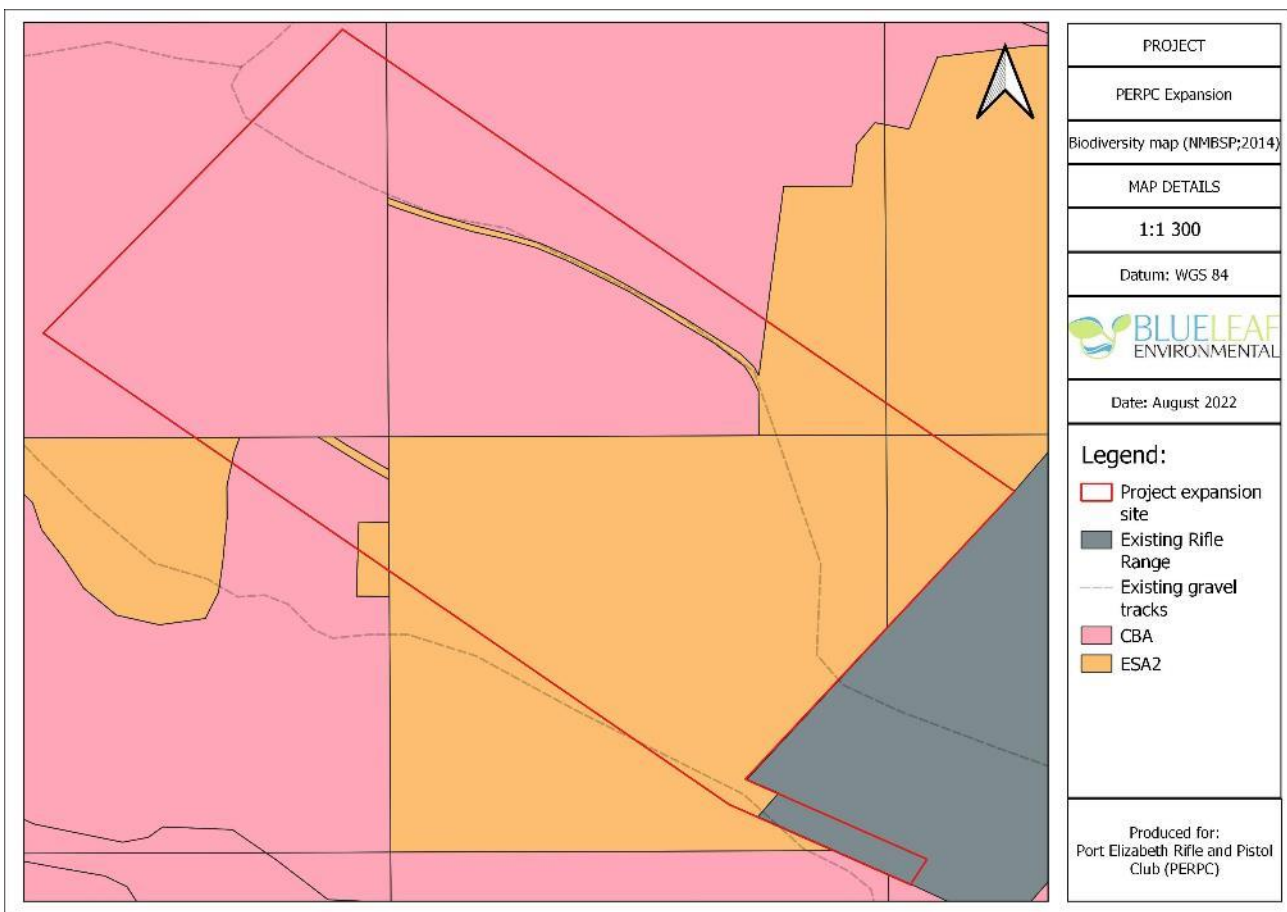 PROJECT
PERPC Expansion
Biodiversity map (NMBSP;2014)
MAP DETAILS
1:1 300
Datum: WGS 84
BLUELEAF
ENVIRONMENTAL
Date: August 2022
Legend:
Project expansion
site
Existing Rifle
Range
Existing gravel
tracks
CBA
ESA2
Produced for:
Port Elizabeth Rifle and Pistol
Club (PERPC)